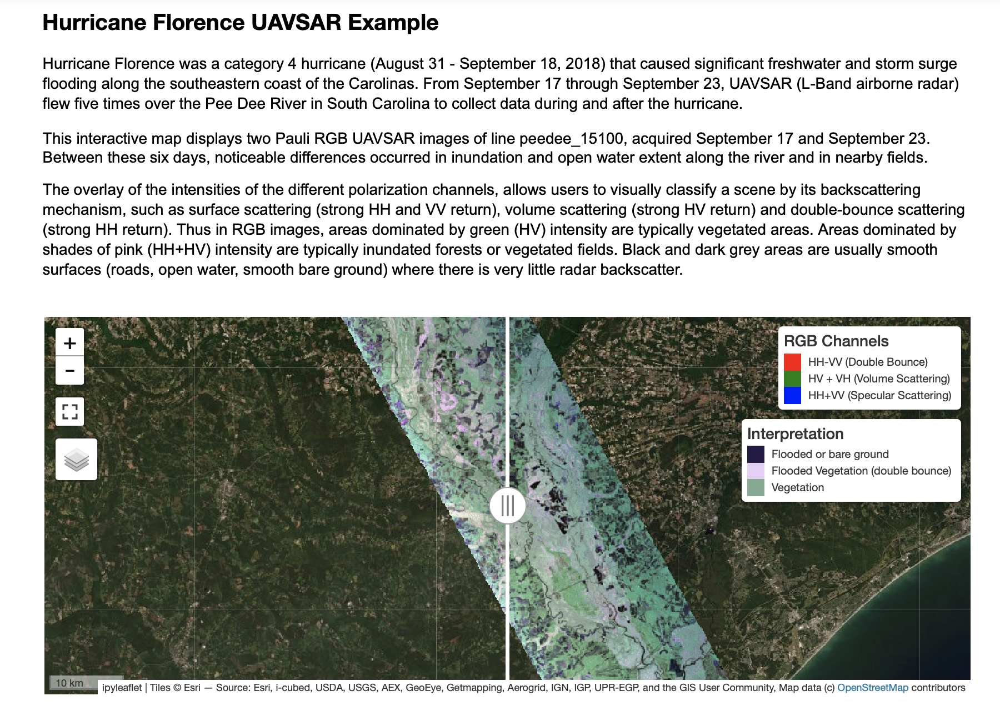 Hurricane Florence UAVSAR Example
Hurricane Florence was a category 4 hurricane (August 31 - September 18, 2018) that caused significant freshwater and storm surge
flooding along the southeastern coast of the Carolinas. From September 17 through September 23, UAVSAR (L-Band airborne radar)
flew five times over the Pee Dee River in South Carolina to collect data during and after the hurricane.
This interactive map displays two Pauli RGB UAVSAR images of line peedee_15100, acquired September 17 and September 23.
Between these six days, noticeable differences occurred in inundation and open water extent along the river and in nearby fields.
The overlay of the intensities of the different polarization channels, allows users to visually classify a scene by its backscattering
mechanism, such as surface scattering (strong HH and VV return), volume scattering (strong HV return) and double-bounce scattering
(strong HH return). Thus in RGB images, areas dominated by green (HV) intensity are typically vegetated areas. Areas dominated by
shades of pink (HH+HV) intensity are typically inundated forests or vegetated fields. Black and dark grey areas are usually smooth
surfaces (roads, open water, smooth bare ground) where there is very little radar backscatter.
+
−
RGB Channels
HH-VV (Double Bounce)
HV + VH (Volume Scattering)
HH+VV (Specular Scattering)
Interpretation
Flooded or bare ground
Flooded Vegetation (double bounce)
Vegetation
10 km
ipyleaflet | Tiles © Esri — Source: Esri, i-cubed, USDA, USGS, AEX, GeoEye, Getmapping, Aerogrid, IGN, IGP, UPR-EGP, and the GIS User Community, Map data (c) OpenStreetMap contributors